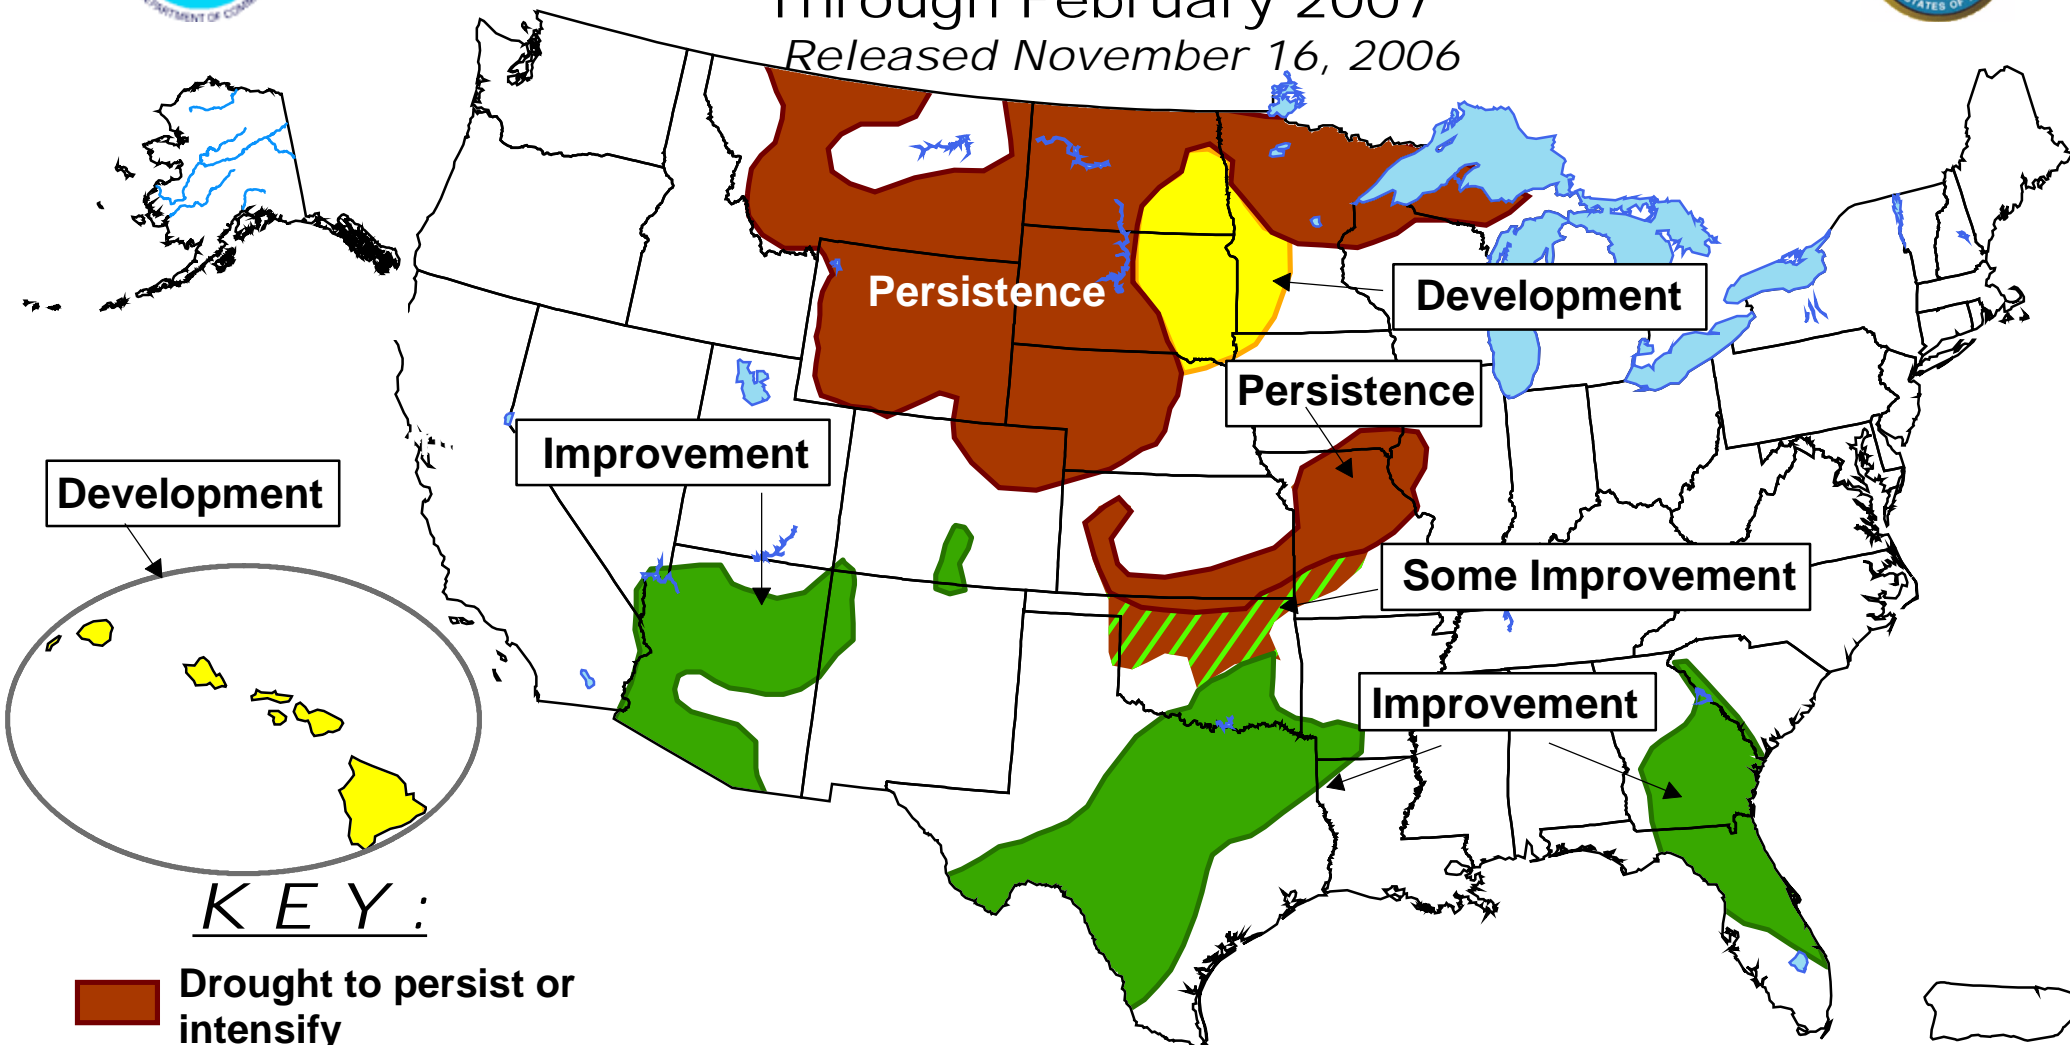 Through February 2007
Released November 16, 2006
Persistence
Development
Persistence
Improvement
Development
Some Improvement
Improvement
KEY:
Drought to persist or
intensify